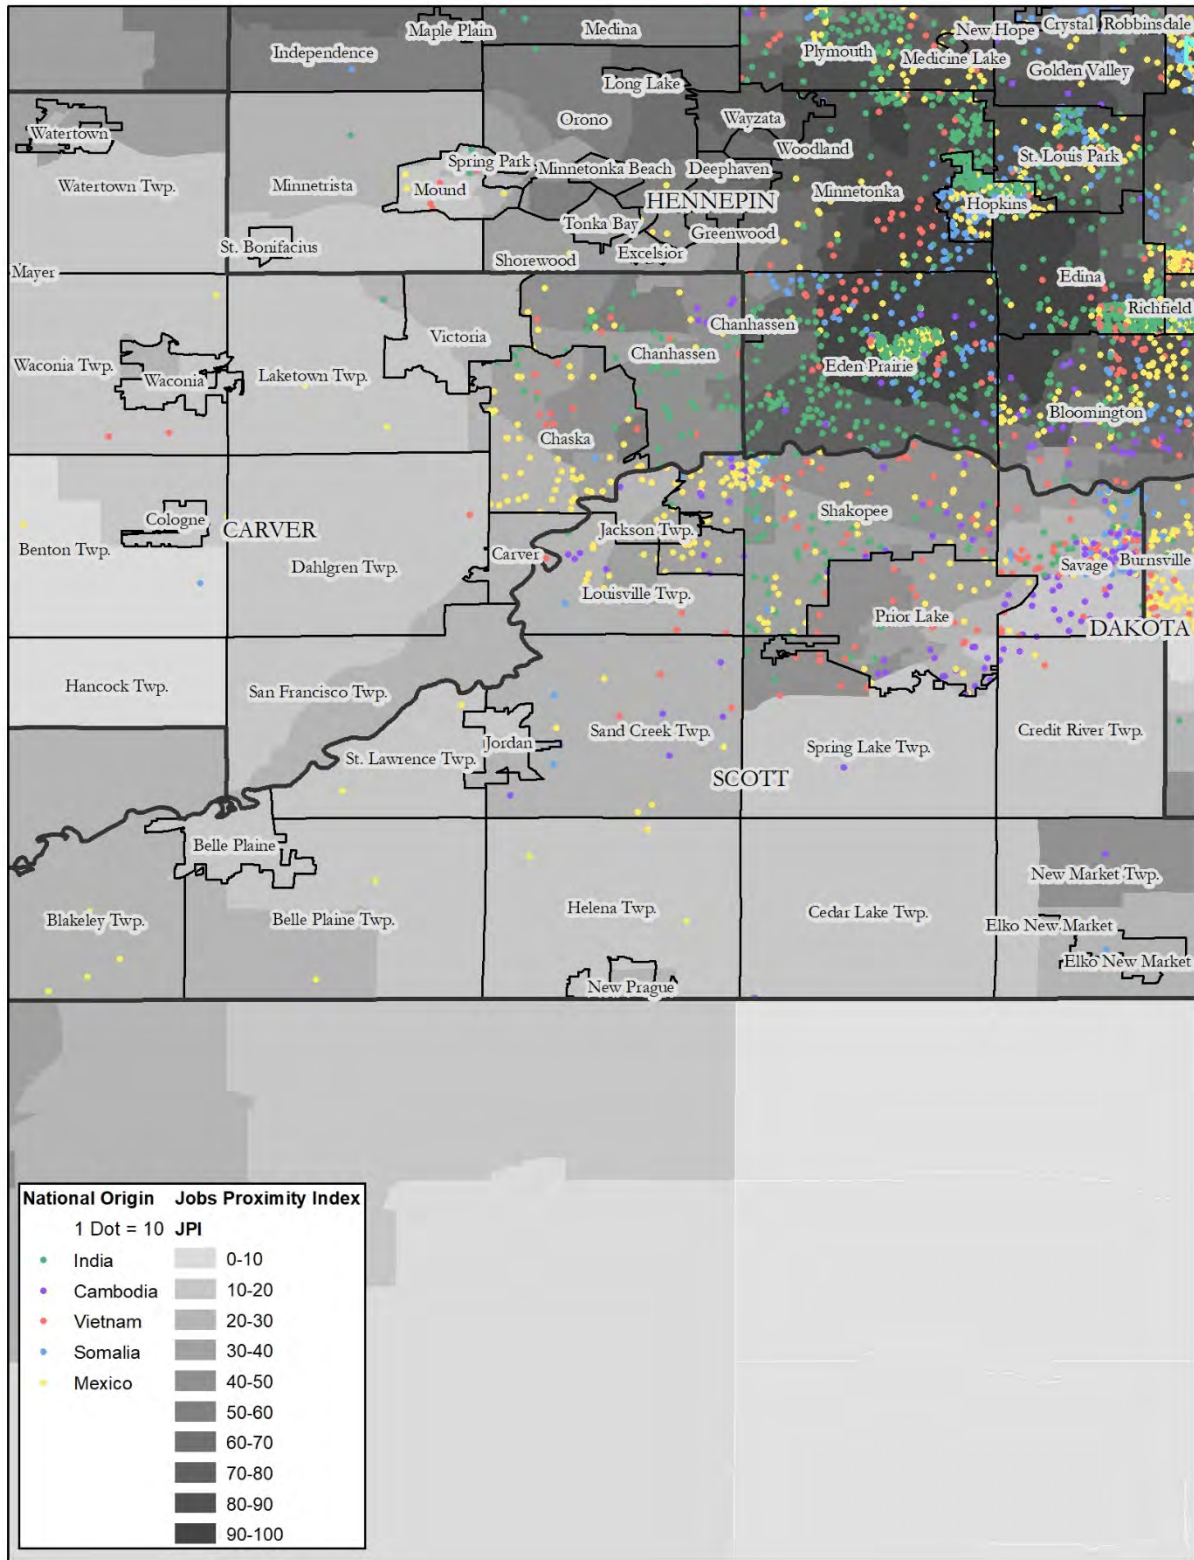 Maple Plain
Medina
New Hope
Crystal
Robbinsdale
Independence
Plymouth
Medicine Lake
Golden Valley
Long Lake
Watertown
Orono
Wayzata
Woodland
St. Louis Park
Watertown Twp.
Minnetrista
Spring Park
Mound
Minnetonka Beach
Deephaven
Minnetonka
HENNEPIN
Hopkins
Tonka Bay
Greenwood
St. Bonifacius
Excelsior
Shorewood
Mayer
Edina
Richfield
Victoria
Chanhassen
Chanhassen
Waconia Twp.
Waconia
Laketown Twp.
Eden Prairie
Bloomington
Chaska
Cologne
CARVER
Benton Twp.
Shakopee
Jackson Twp.
Carver
Dahlgren Twp.
Louisville Twp.
Savage
Burnsville
Prior Lake
DAKOTA
Hancock Twp.
San Francisco Twp.
Jordan
Sand Creek Twp.
Credit River Twp.
St. Lawrence Twp.
Spring Lake Twp.
SCOTT
Belle Plaine
New Market Twp.
Blakeley Twp.
Belle Plaine Twp.
Helena Twp.
Cedar Lake Twp.
Elko New Market
Elko New Market
New Prague
National Origin
1 Dot = 10
India
Cambodia
Vietnam
Somalia
Mexico
Jobs Proximity Index
JPI
0-10
10-20
20-30
30-40
40-50
50-60
60-70
70-80
80-90
90-100